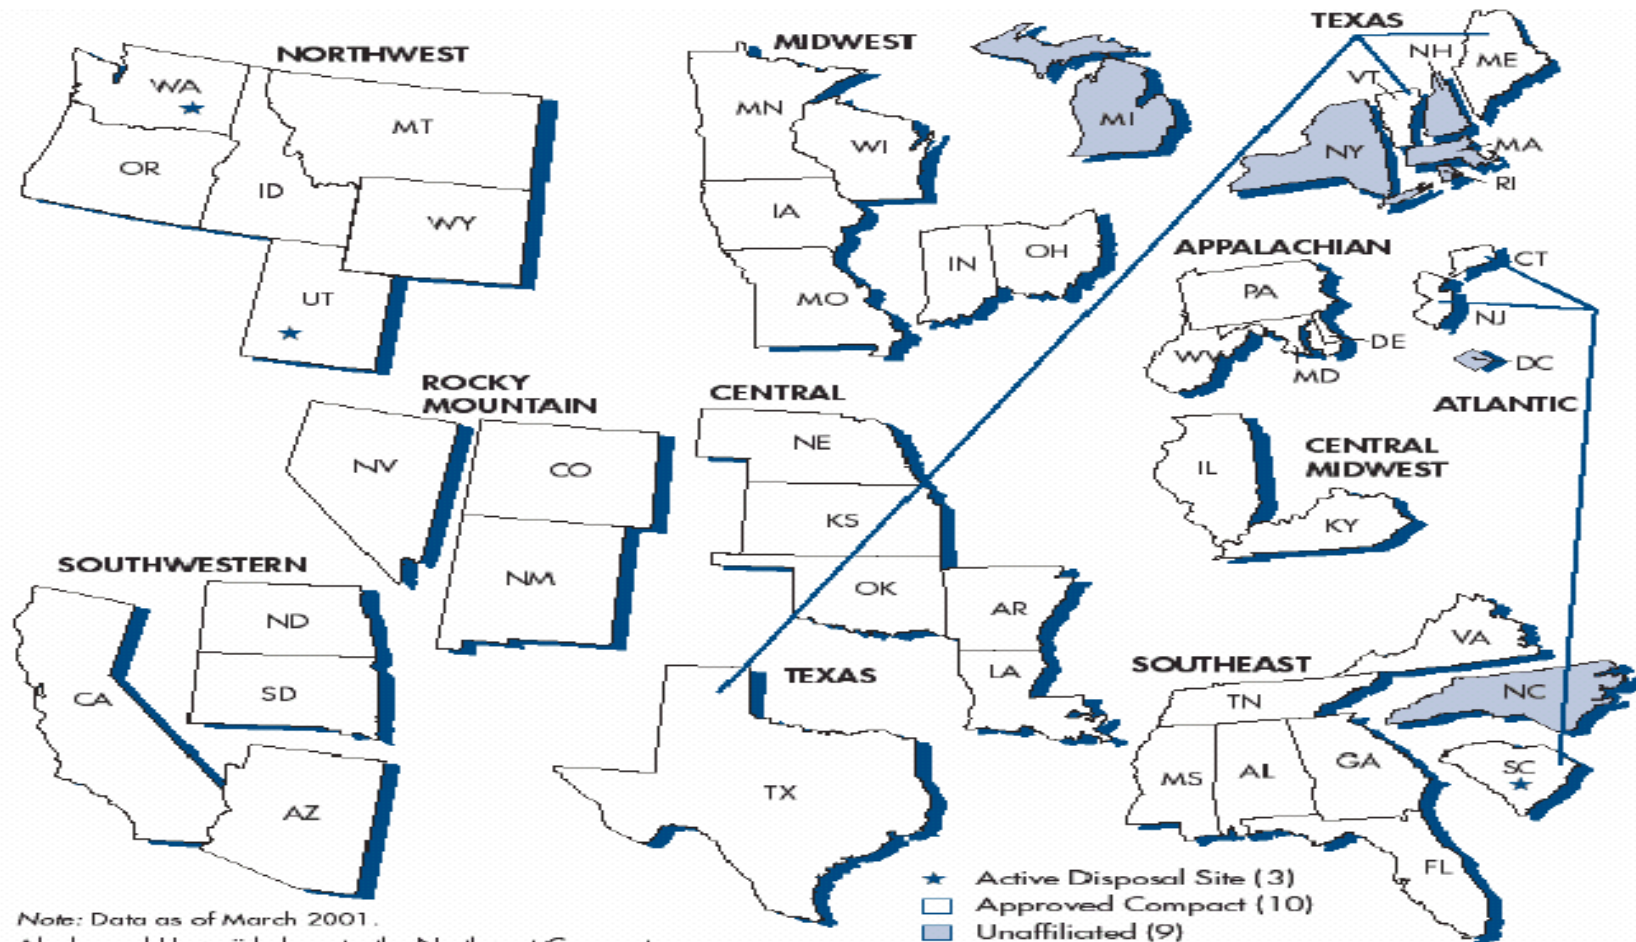 NORTHWEST
WA
MT
OR
ID
WY
UT
MIDWEST
MN
WI
IA
MO
IN
OH
MI
TEXAS
NH
ME
VT
NY
MA
RI
APPALACHIAN
PA
WV
MD
DE
CT
NJ
DC
ATLANTIC
ROCKY
MOUNTAIN
NV
CO
NM
CENTRAL
NE
KS
OK
AR
LA
CENTRAL
MIDWEST
IL
KY
SOUTHWESTERN
ND
SD
CA
AZ
TEXAS
TX
SOUTHEAST
VA
TN
NC
MS
AL
GA
SC
FL
Active Disposal Site (3)
Approved Compact (10)
Unaffiliated (9)
Note: Data as of March 2001.